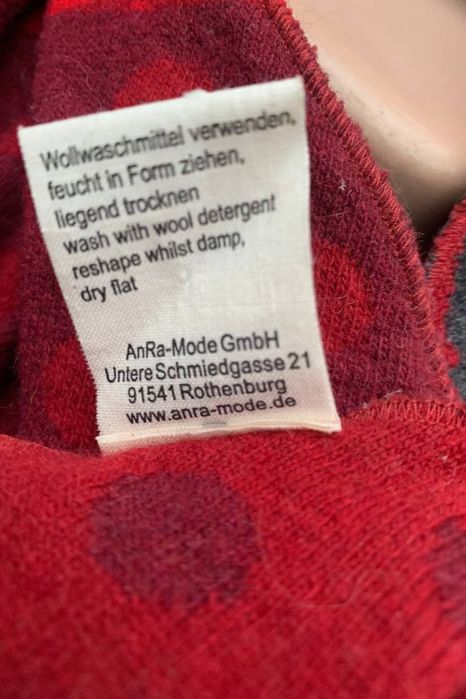 Wollwaschmittel verwenden,
feucht in Form ziehen,
liegend trocknen
wash with wool detergent
reshape whilst damp,
dry flat
AnRa-Mode GmbH
Untere Schmiedgasse 21
91541 Rothenburg
www.anra-mode.de